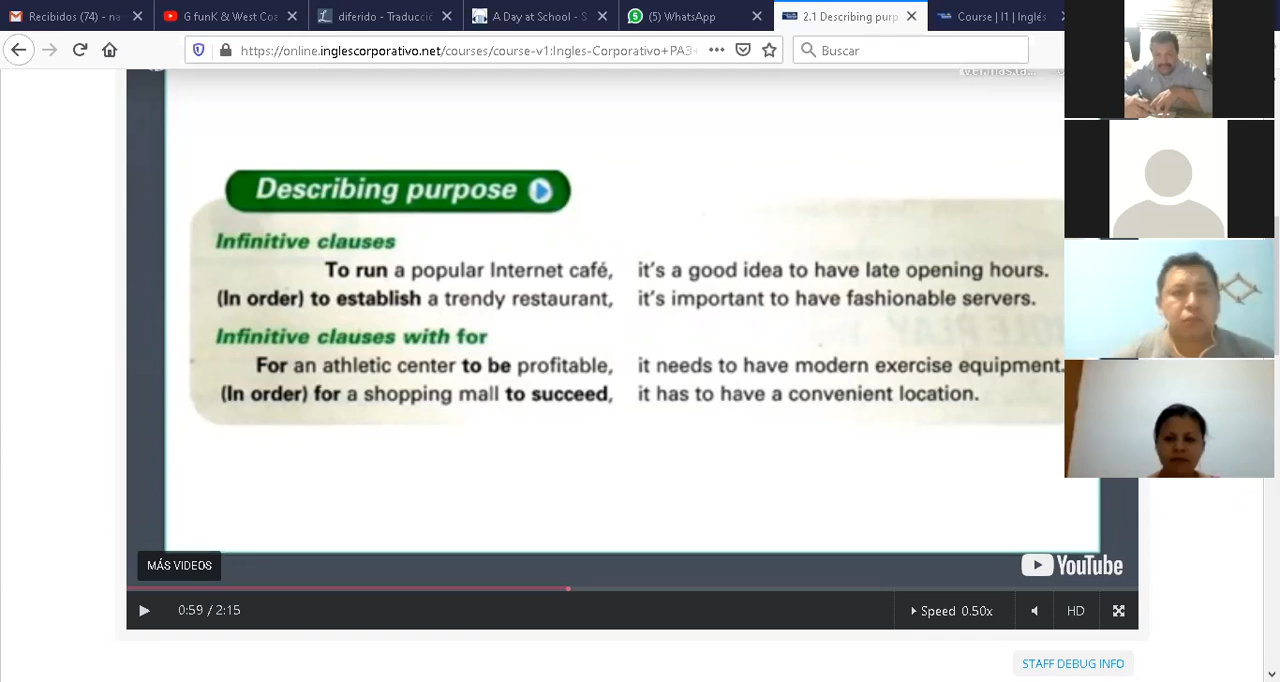 Recibidos (74) - na
G funK & West Coa
diferido - Traducció
A Day at School - S
(5) WhatsApp
2.1 Describing purp
Course | I1 | Inglés
https://online.inglescorporativo.net/courses/course-v1:Ingles-Corporativo+PA3
Buscar
Describing purpose
Infinitive clauses
To run a popular Internet café, it's a good idea to have late opening hours.
(In order) to establish a trendy restaurant, it's important to have fashionable servers.
Infinitive clauses with for
For an athletic center to be profitable, it needs to have modern exercise equipment.
(In order) for a shopping mall to succeed, it has to have a convenient location.
MÁS VIDEOS
YouTube
0:59 / 2:15
Speed 0.50x
HD
STAFF DEBUG INFO